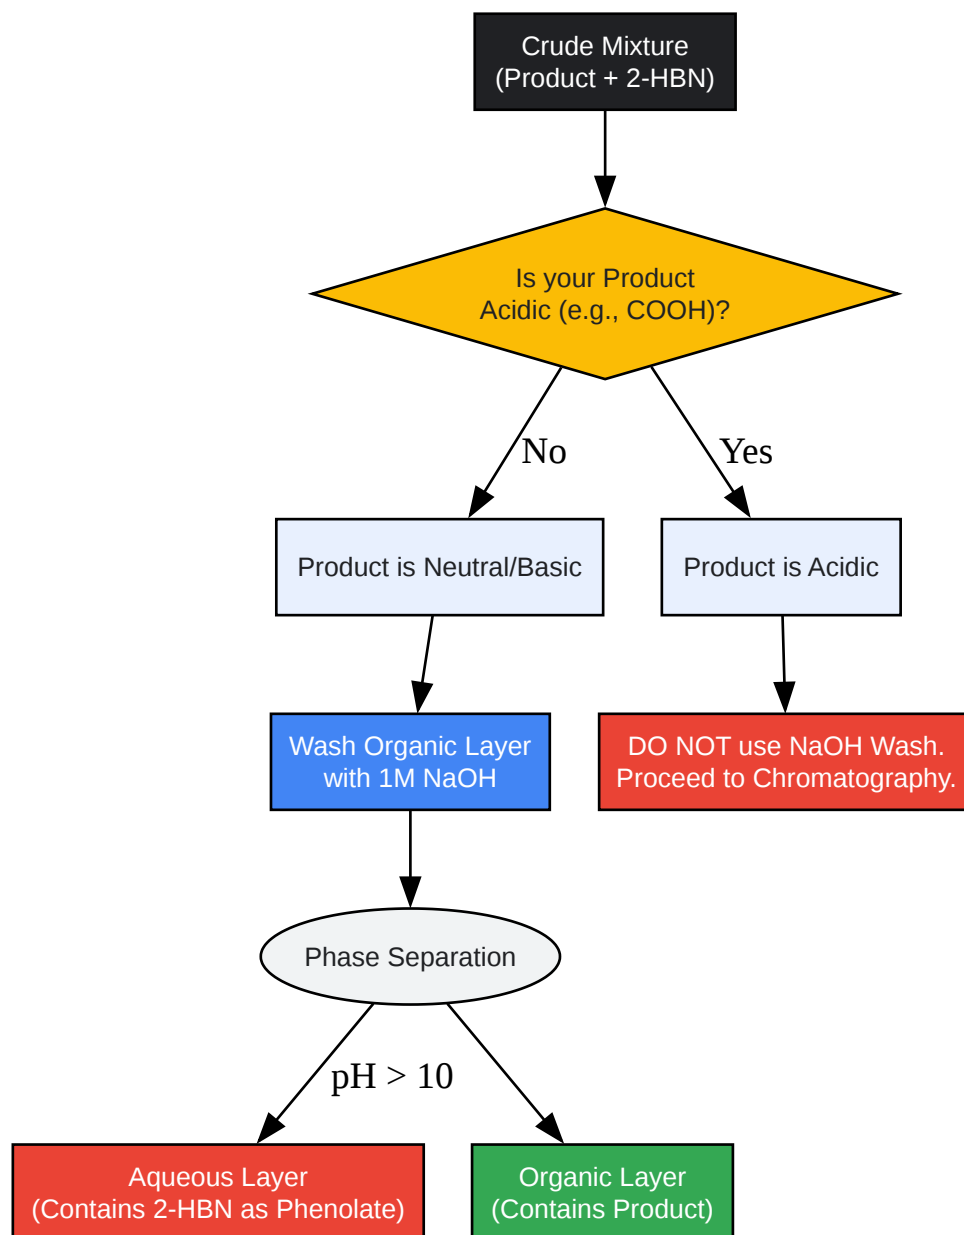 Crude Mixture
(Product + 2-HBN)
Is your Product
Acidic (e.g., COOH)?
No
Yes
Product is Neutral/Basic
Product is Acidic
Wash Organic Layer
with 1M NaOH
DO NOT use NaOH Wash.
Proceed to Chromatography.
Phase Separation
pH > 10
Aqueous Layer
(Contains 2-HBN as Phenolate)
Organic Layer
(Contains Product)